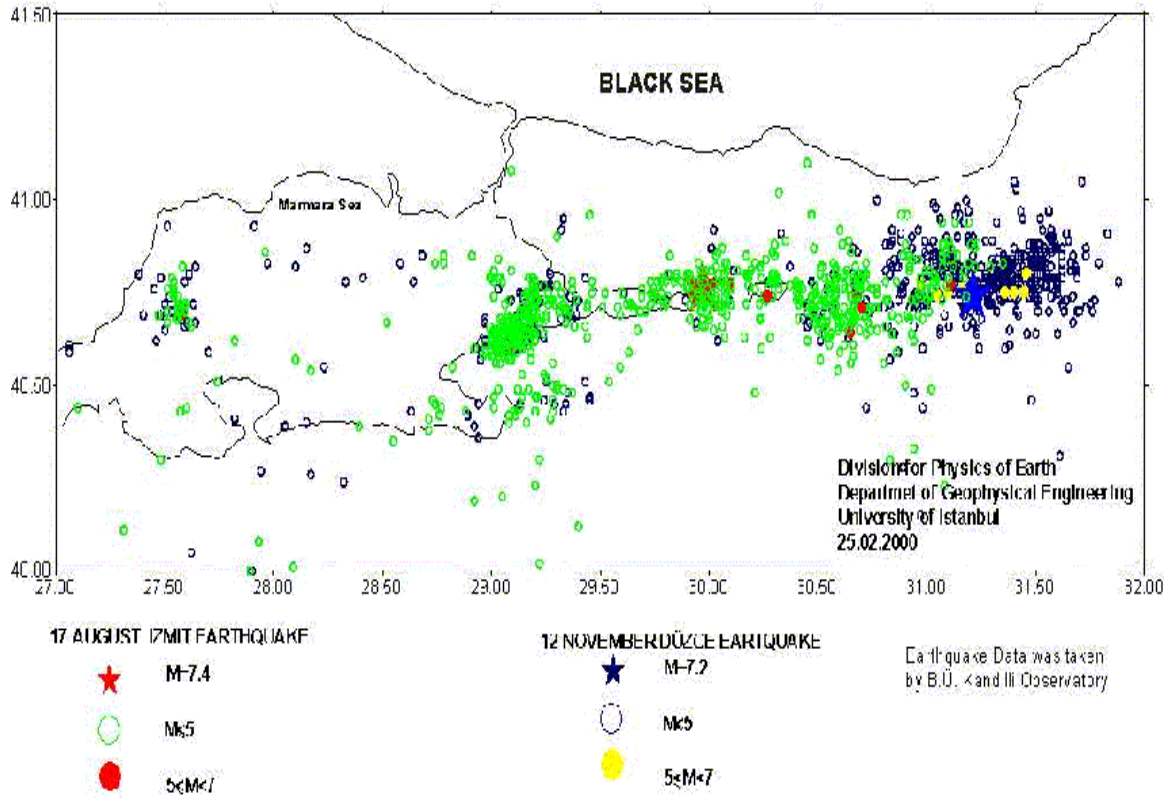 41.50
BLACK SEA
41.00
Marmara Sea
40.50
Division for Physics of Earth
Departmet of Geophysical Engineering
University of Istanbul
25.02.2000
40.00
27.00 27.50 28.00 28.50 29.00 29.50 30.00 30.50 31.00 31.50 32.00
17 AUGUST IZMIT EARTHQUAKE
M=7.4
M<5
5≤M<7
12 NOVEMBER DÜZCE EARTQUAKE
M=7.2
M<5
5≤M<7
Earthquake Data was taken
by B.Ü. Kandilli Observatory